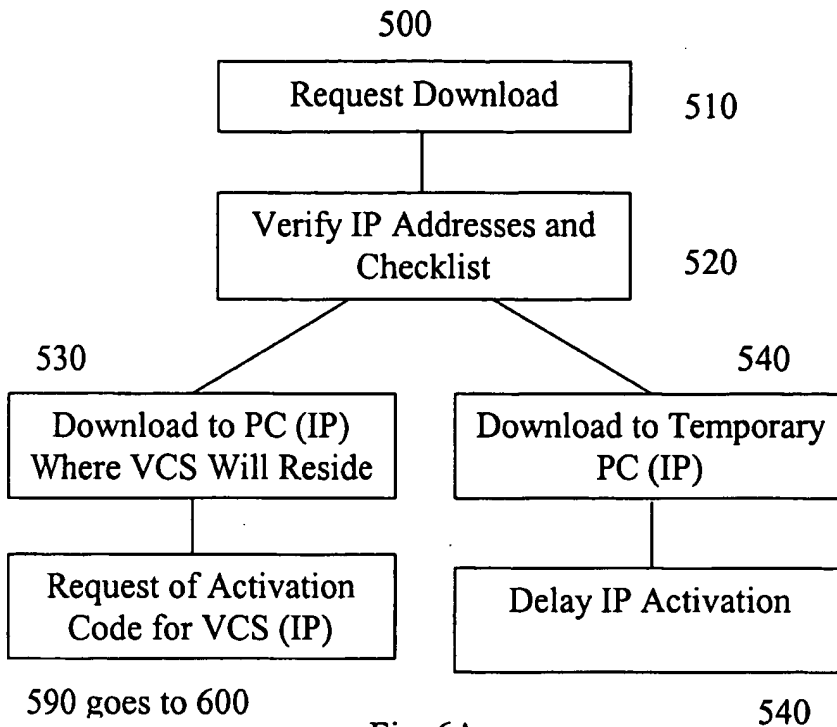 500
Request Download
510
Verify IP Addresses and
Checklist
520
530
540
Download to PC (IP)
Where VCS Will Reside
Download to Temporary
PC (IP)
Request of Activation
Code for VCS (IP)
Delay IP Activation
590 goes to 600
540